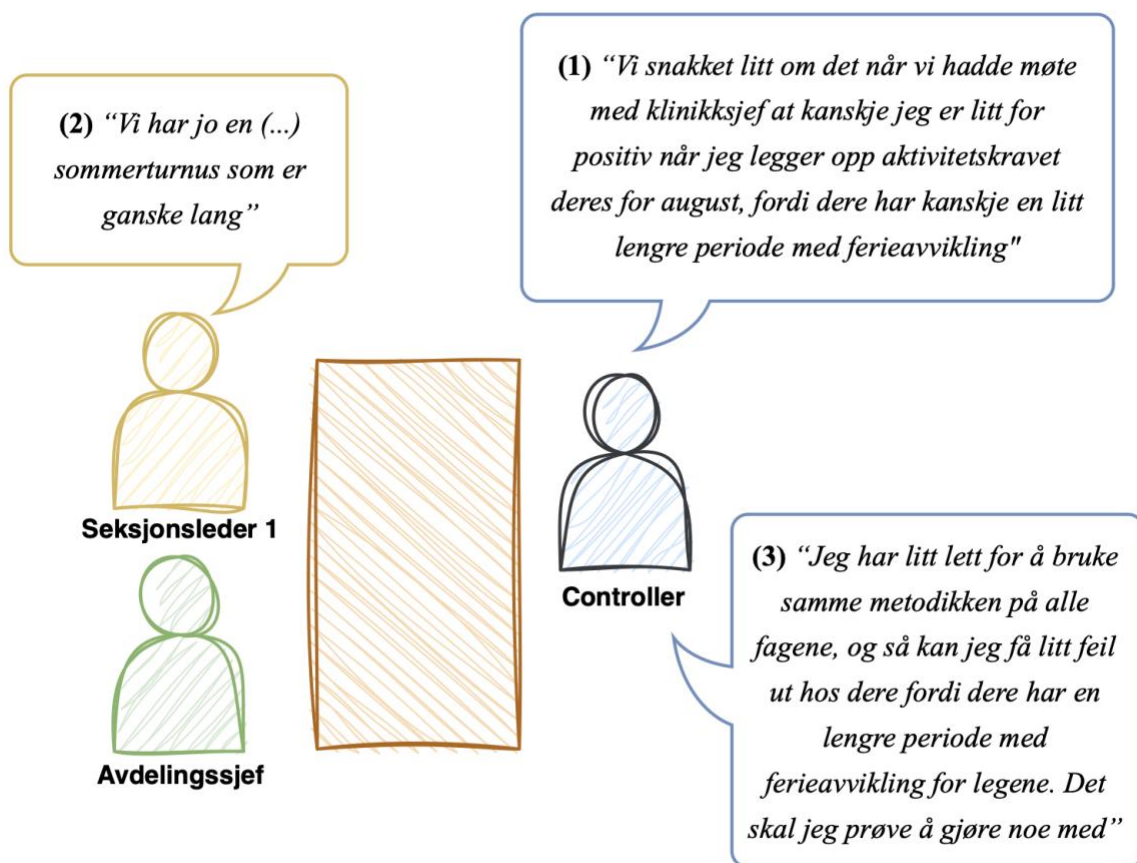 (1) “Vi snakket litt om det når vi hadde møte
med klinikksjef at kanskje jeg er litt for
positiv når jeg legger opp aktivitetskravet
deres for august, fordi dere har kanskje en litt
lengre periode med ferieavvikling"
(2) “Vi har jo en (...)
sommerturnus som er
ganske lang”
Seksjonsleder 1
Controller
(3) “Jeg har litt lett for å bruke
samme metodikken på alle
fagene, og så kan jeg få litt feil
ut hos dere fordi dere har en
lengre periode med
ferieavvikling for legene. Det
skal jeg prøve å gjøre noe med”
Avdelingssjef